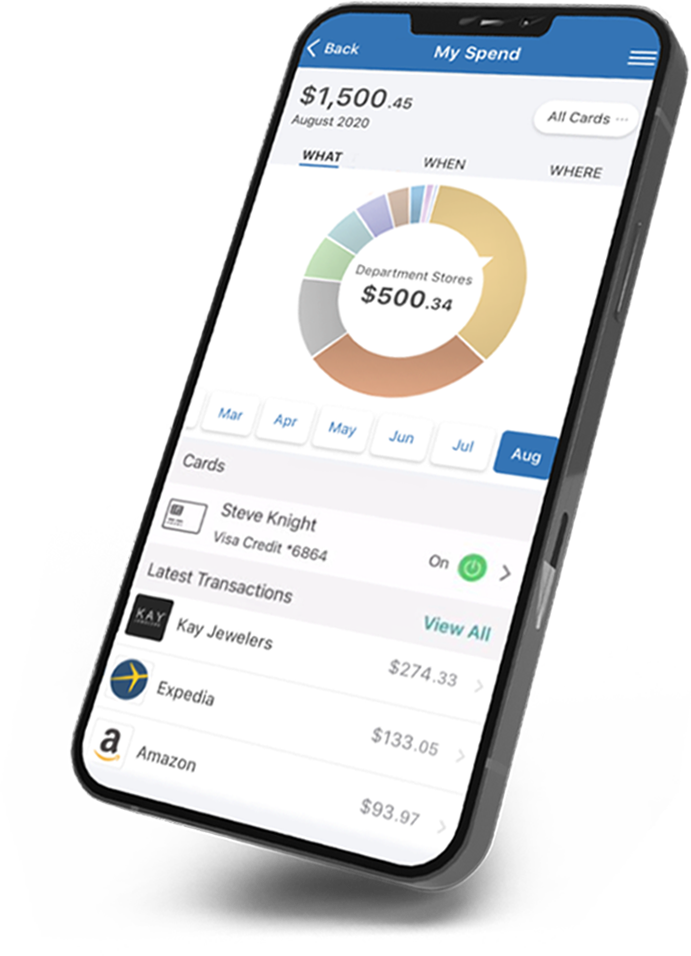 Back
My Spend
$1,500.45
August 2020
All Cards ...
WHAT
WHEN
WHERE
Department Stores
$500.34
Mar
Apr
May
Jun
Jul
Aug
Cards
Steve Knight
Visa Credit *6864
On
Latest Transactions
View All
KAY
JEWELERS
Kay Jewelers
$274.33
Expedia
$133.05
a
Amazon
$93.97